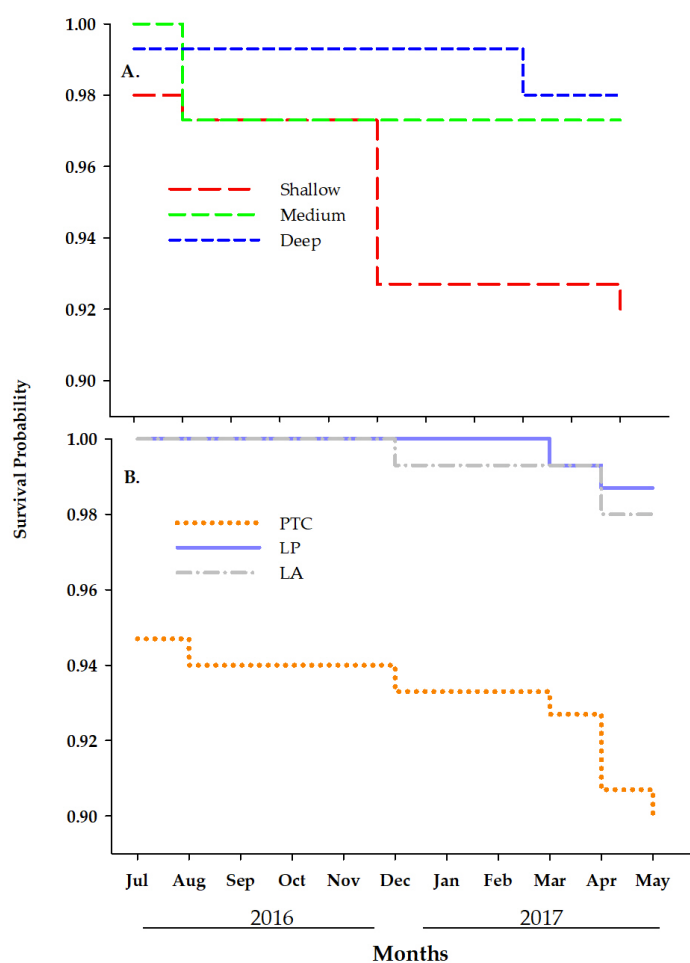 1.00
A.
0.98
0.96
Shallow
Medium
0.94
Deep
0.92
0.90
Survival Probability
1.00
B.
0.98
PTC
LP
LA
0.96
0.94
0.92
0.90
Jul Aug Sep Oct Nov Dec Jan Feb Mar Apr May
2016 2017
Months